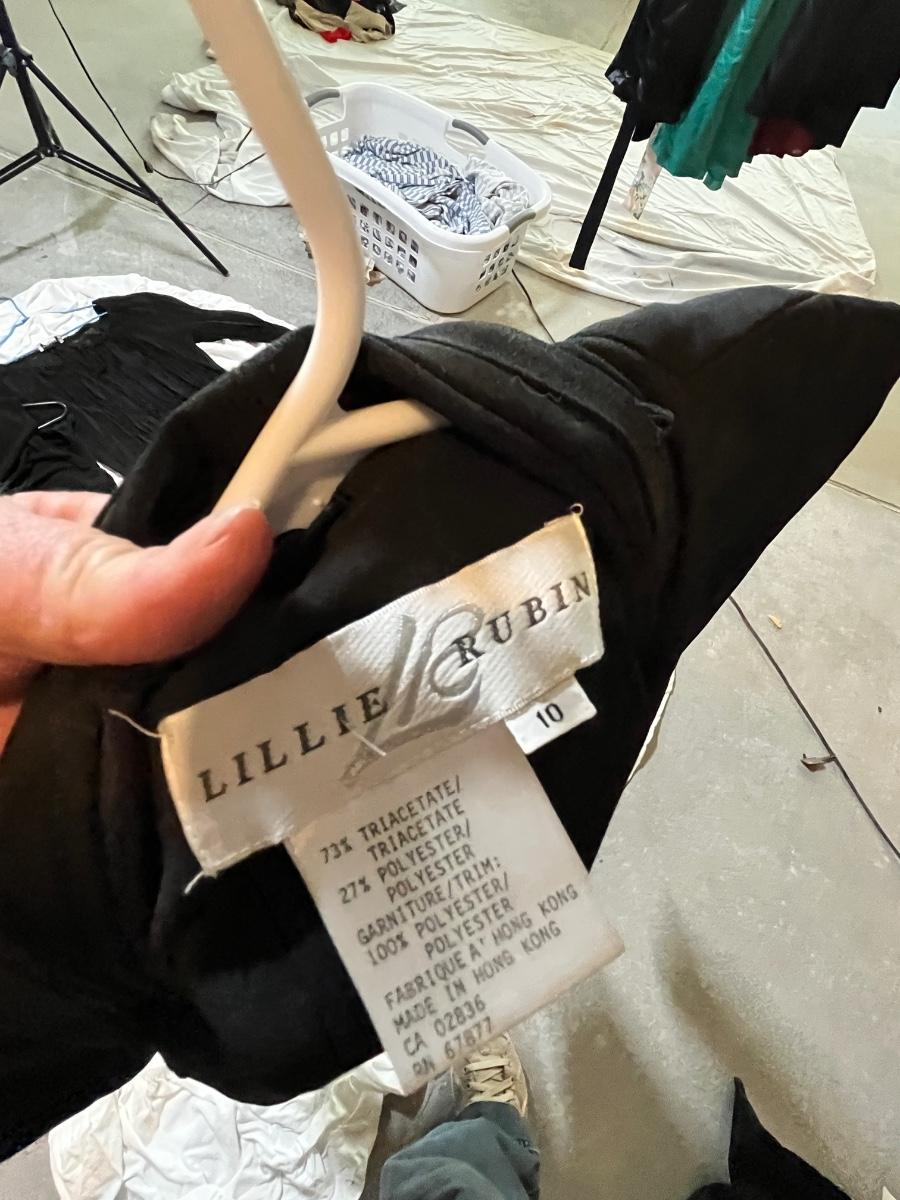 LILLIE RUBIN
10
73% TRIACETATE/
TRIACETATE
27% POLYESTER/
POLYESTER
GARNITURE/TRIM:
100% POLYESTER/
POLYESTER
FABRIQUE A' HONG KONG
MADE IN HONG KONG
CA 02836
RN 67877